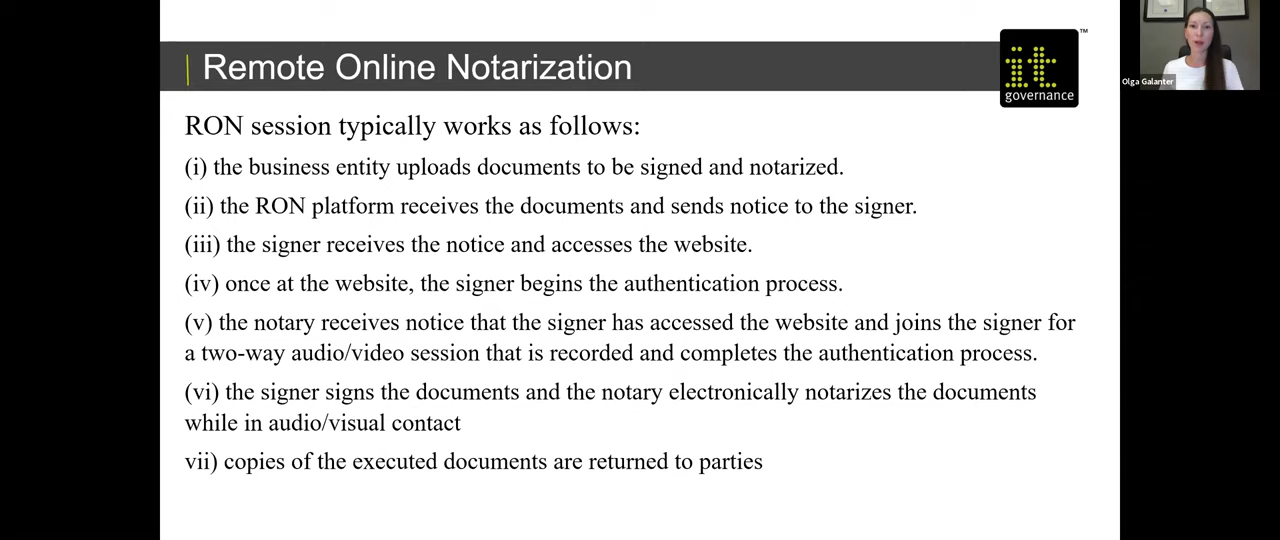 Remote Online Notarization
it
governance
TM
Olga Galanter
RON session typically works as follows:
(i) the business entity uploads documents to be signed and notarized.
(ii) the RON platform receives the documents and sends notice to the signer.
(iii) the signer receives the notice and accesses the website.
(iv) once at the website, the signer begins the authentication process.
(v) the notary receives notice that the signer has accessed the website and joins the signer for
a two-way audio/video session that is recorded and completes the authentication process.
(vi) the signer signs the documents and the notary electronically notarizes the documents
while in audio/visual contact
vii) copies of the executed documents are returned to parties